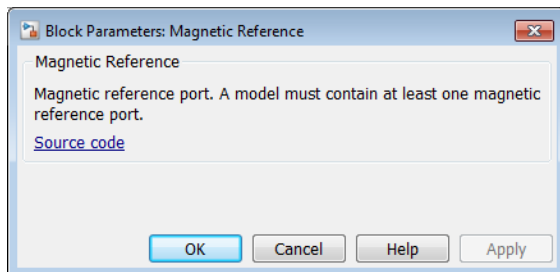 Block Parameters: Magnetic Reference
Magnetic Reference
Magnetic reference port. A model must contain at least one magnetic
reference port.
Source code
OK Cancel Help Apply